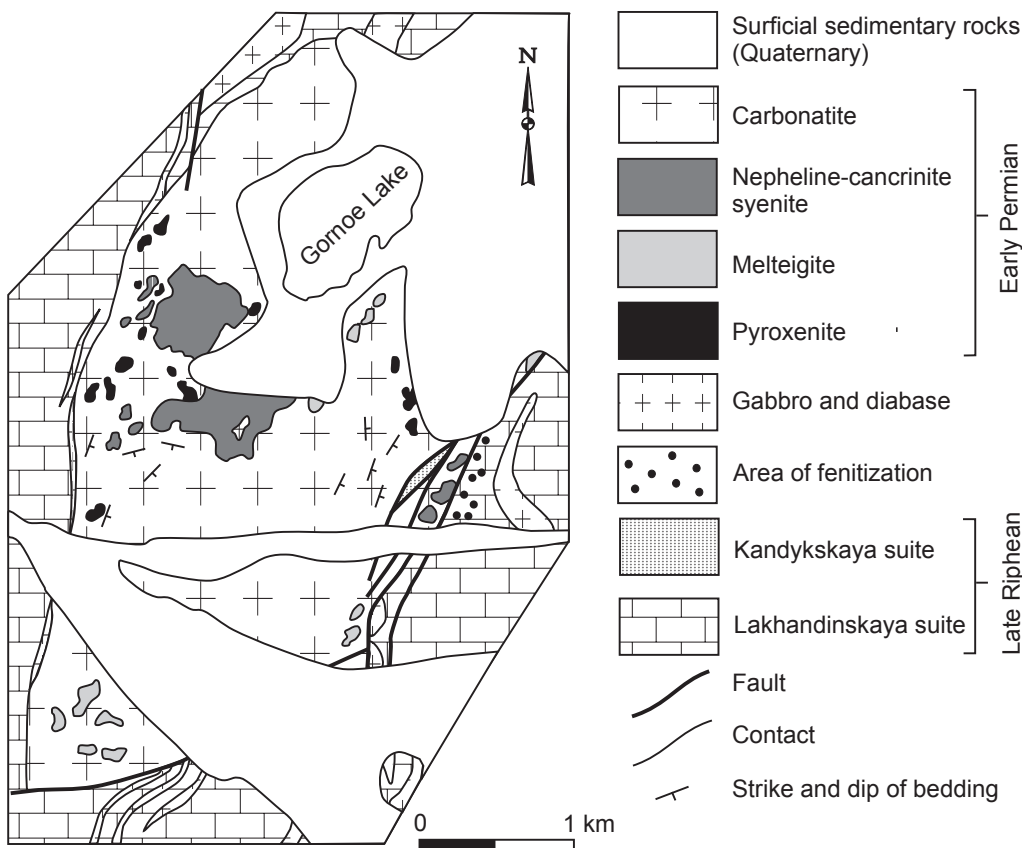 N
Gornoe Lake
0 1 km
Surficial sedimentary rocks
(Quaternary)
Carbonatite
Nepheline-cancrinite
syenite
Melteigite
Pyroxenite
Early Permian
Gabbro and diabase
Area of fenitization
Kandykskaya suite
Lakhandinskaya suite
Late Riphean
Fault
Contact
Strike and dip of bedding